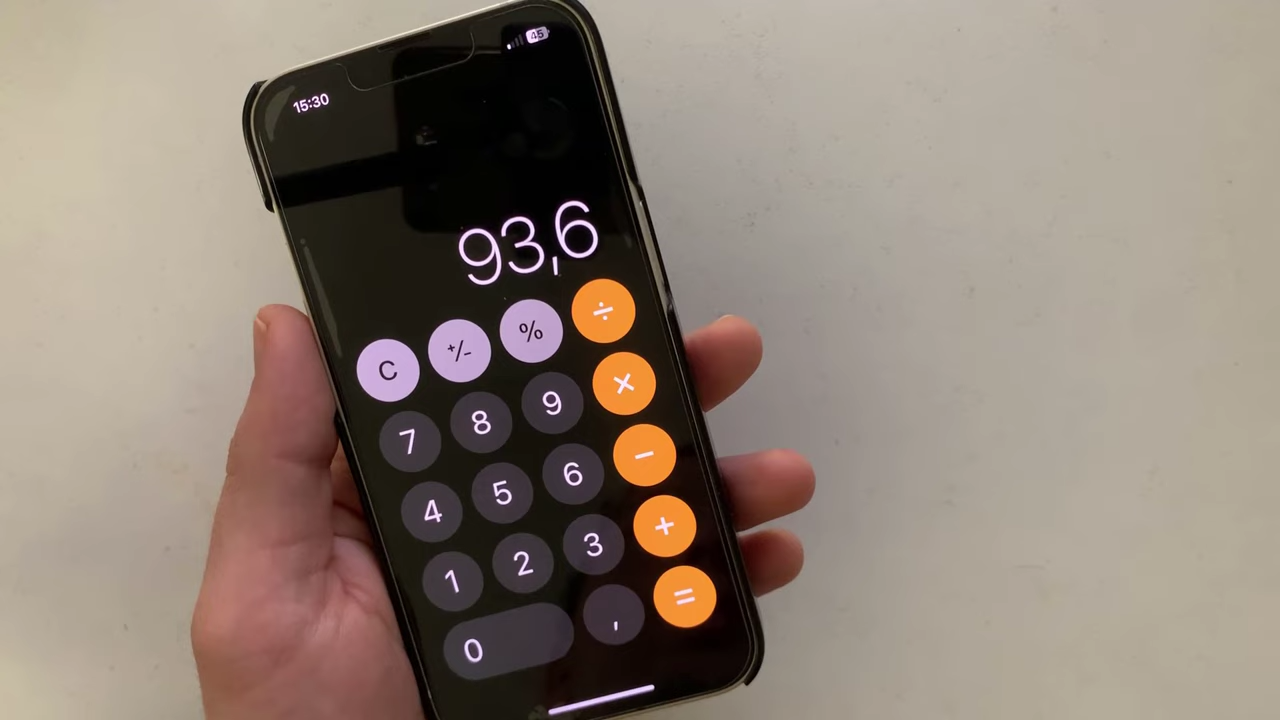 15:30
45
93,6
C +/- % ÷
7 8 9 ×
4 5 6 −
1 2 3 +
0 , =